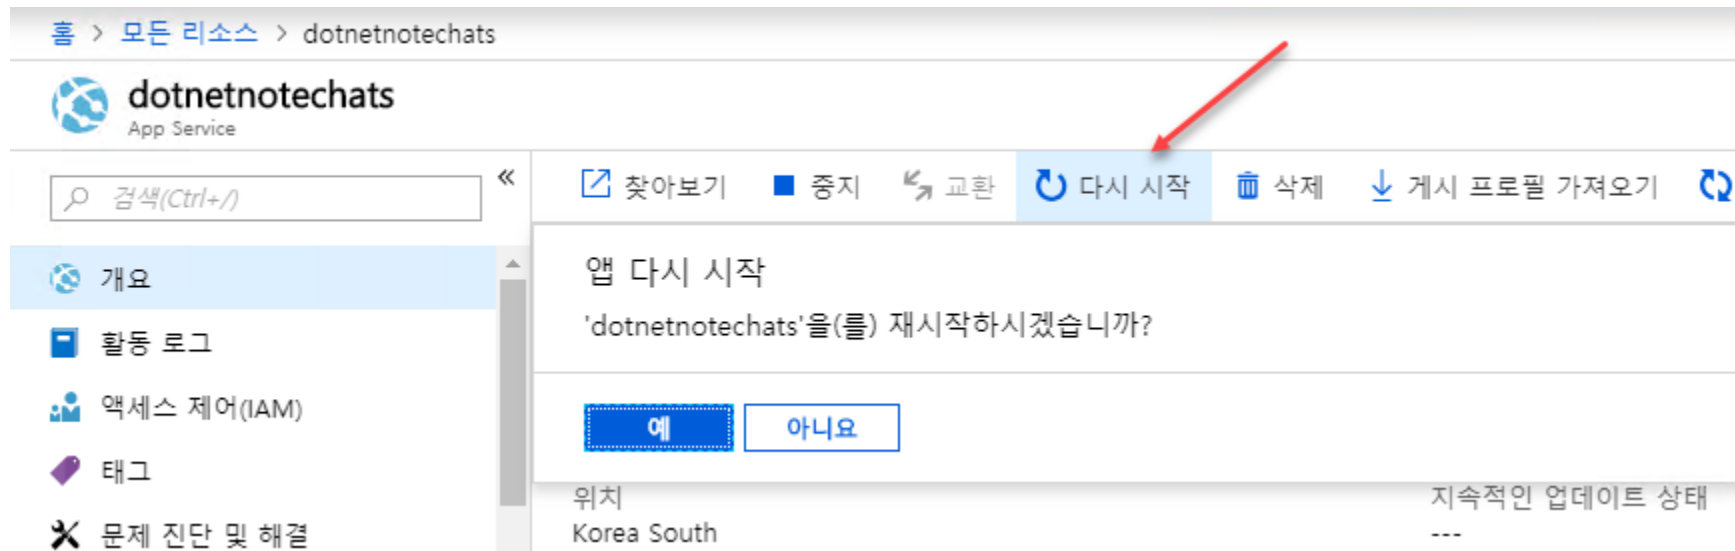 홈 > 모든 리소스 > dotnetnotechats
dotnetnotechats
App Service
검색(Ctrl+/)
«
찾아보기 중지 교환 다시 시작 삭제 게시 프로필 가져오기
개요
활동 로그
액세스 제어(IAM)
태그
문제 진단 및 해결
앱 다시 시작
'dotnetnotechats'을(를) 재시작하시겠습니까?
예 아니요
위치
Korea South
지속적인 업데이트 상태
---